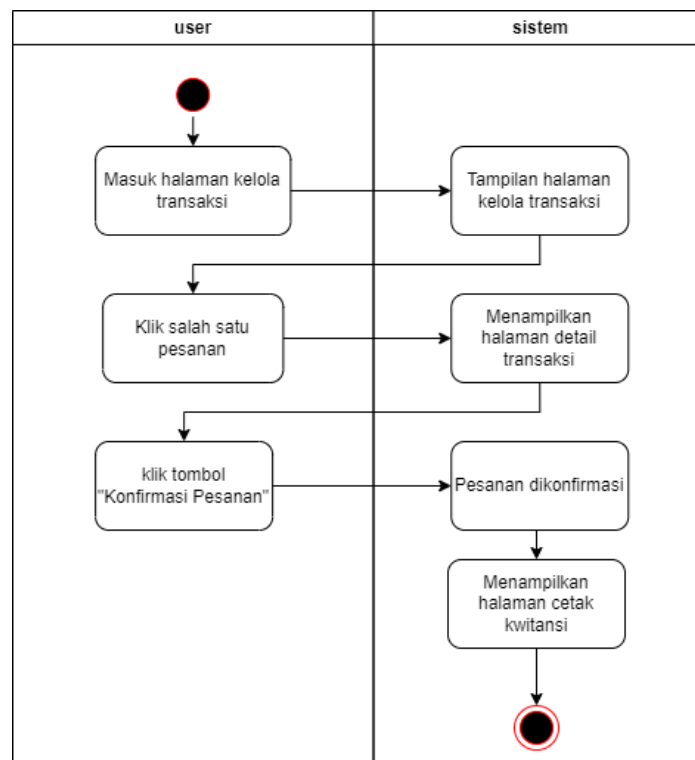 user
sistem
Masuk halaman kelola
transaksi
Tampilan halaman
kelola transaksi
Klik salah satu
pesanan
Menampilkan
halaman detail
transaksi
klik tombol
"Konfirmasi Pesanan"
Pesanan dikonfirmasi
Menampilkan
halaman cetak
kwitansi